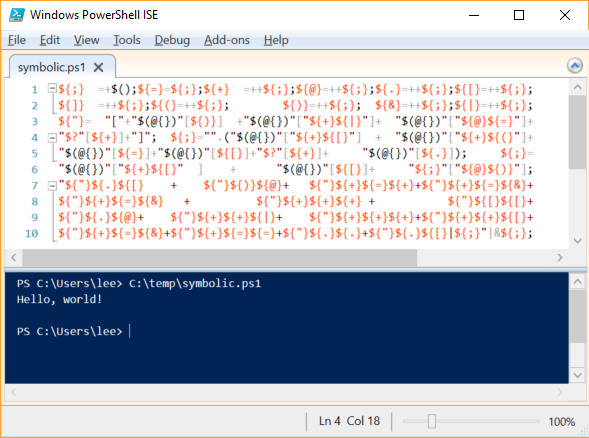 Windows PowerShell ISE
File Edit View Tools Debug Add-ons Help
symbolic.ps1
1 ${;} =+$();${=}=${;};${+} =++${;};${@}=++${;};${.}=++${;};${[}=++${;};
2 ${]} =++${;};${(}=++${;}; ${)}=++${;}; ${&}=++${;};${|}=++${;};
3 ${"}= "["+"$(@{})"[${)}] +"$(@{})"["${+}${|}"]+ "$(@{})"["${@}${=}"]+
4 "$?"[${+}]+"]"; ${;}="".("$(@{})"["${+}${[}"] + "$(@{})"["${+}${(}"]+
5 "$(@{})"[${=}]+"$(@{})"[${[}]+"$?"[${+}]+ "$(@{})"[${.}]); ${;}=
6 "$(@{})"["${+}${[}" ] + "$(@{})"[${[}]+ "${;}"["${@}${)}"];
7 "${"}${.}${[} + ${"}${)}${@}+ ${"}${+}${=}${+}+${"}${+}${=}${&}+
8 ${"}${+}${=}${&} + ${"}${+}${+}${+} + ${"}${[}${[}+
9 ${"}${.}${@}+ ${"}${+}${+}${|}+ ${"}${+}${+}${+}+${"}${+}${+}${[}+
10 ${"}${+}${=}${&}+${"}${+}${=}${=}+${"}${.}${.}+${"}${.}${[}|${;}"|&${;};
PS C:\Users\lee> C:\temp\symbolic.ps1
Hello, world!
PS C:\Users\lee>
Ln 4 Col 18 100%